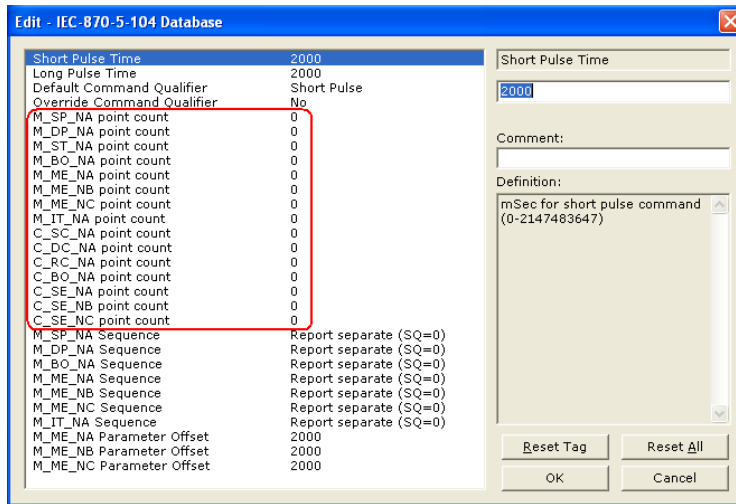 Edit - IEC-870-5-104 Database
Short Pulse Time 2000
Long Pulse Time 2000
Default Command Qualifier Short Pulse
Override Command Qualifier No
M_SP_NA point count 0
M_DP_NA point count 0
M_ST_NA point count 0
M_BO_NA point count 0
M_ME_NA point count 0
M_ME_NB point count 0
M_ME_NC point count 0
M_IT_NA point count 0
C_SC_NA point count 0
C_DC_NA point count 0
C_RC_NA point count 0
C_BO_NA point count 0
C_SE_NA point count 0
C_SE_NB point count 0
C_SE_NC point count 0
M_SP_NA Sequence Report separate (SQ=0)
M_DP_NA Sequence Report separate (SQ=0)
M_BO_NA Sequence Report separate (SQ=0)
M_ME_NA Sequence Report separate (SQ=0)
M_ME_NB Sequence Report separate (SQ=0)
M_ME_NC Sequence Report separate (SQ=0)
M_IT_NA Sequence Report separate (SQ=0)
M_ME_NA Parameter Offset 2000
M_ME_NB Parameter Offset 2000
M_ME_NC Parameter Offset 2000
Short Pulse Time
2000
Comment:
Definition:
mSec for short pulse command
(0-2147483647)
Reset Tag Reset All
OK Cancel